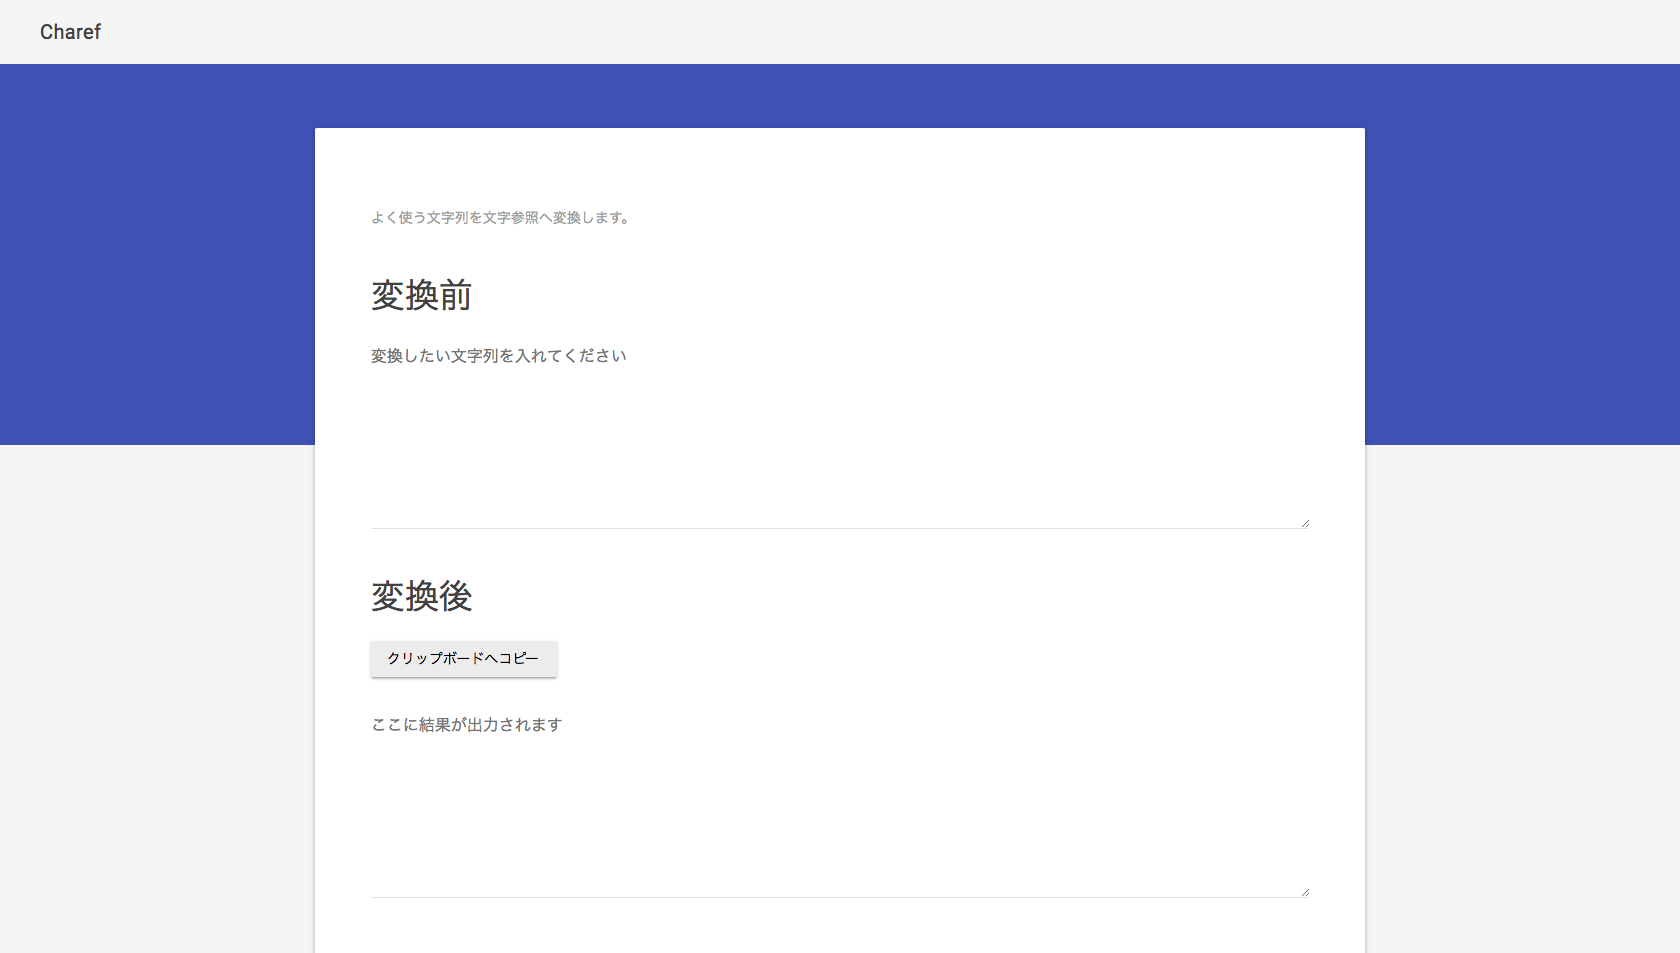 Charef
よく使う文字列を文字参照へ変換します。
変換前
変換したい文字列を入れてください
変換後
クリップボードへコピー
ここに結果が出力されます